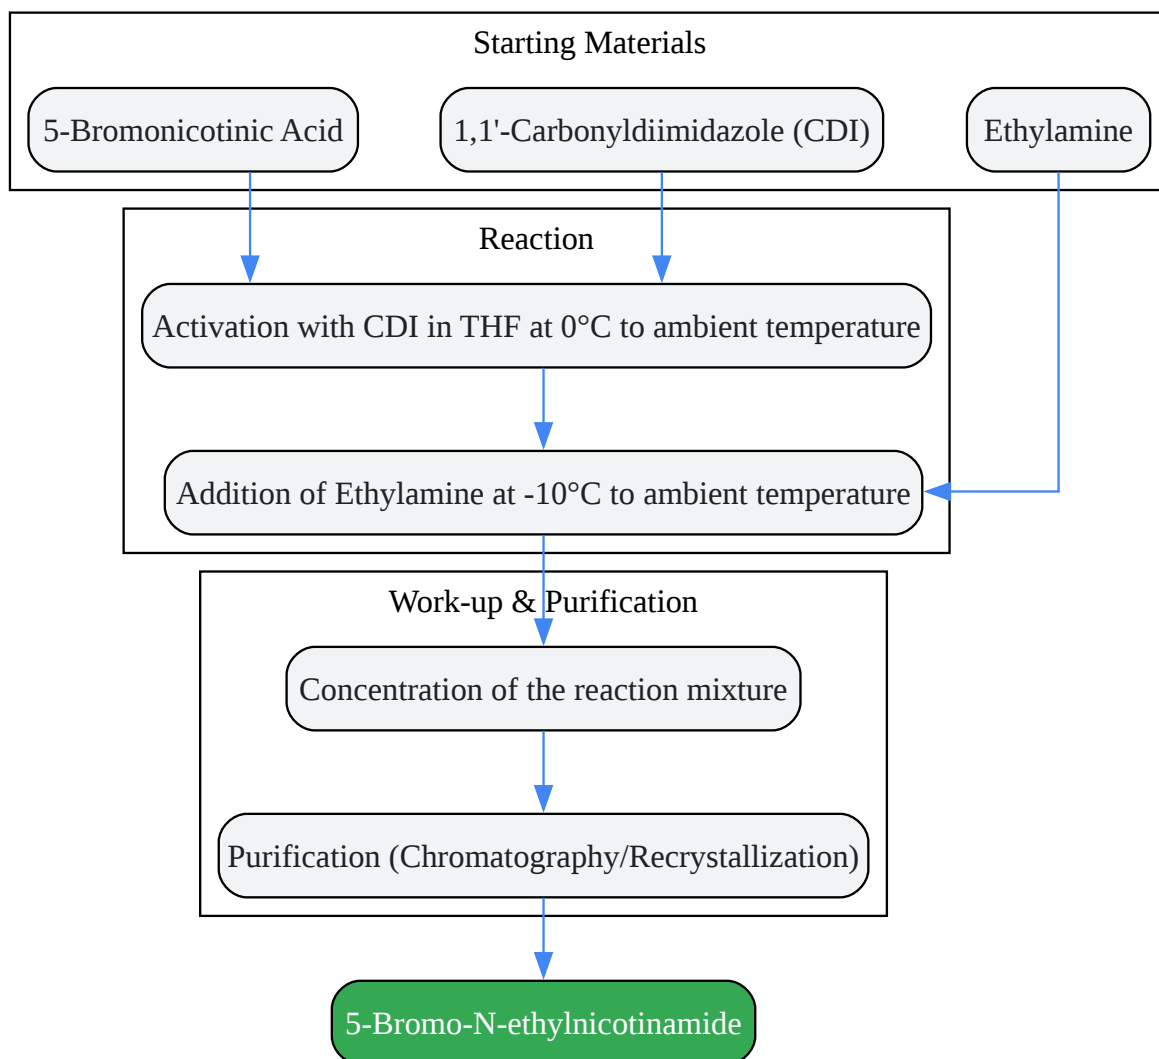 Starting Materials
5-Bromonicotinic Acid
1,1'-Carbonyldiimidazole (CDI)
Ethylamine
Reaction
Activation with CDI in THF at 0°C to ambient temperature
Addition of Ethylamine at -10°C to ambient temperature
Work-up & Purification
Concentration of the reaction mixture
Purification (Chromatography/Recrystallization)
5-Bromo-N-ethylnicotinamide